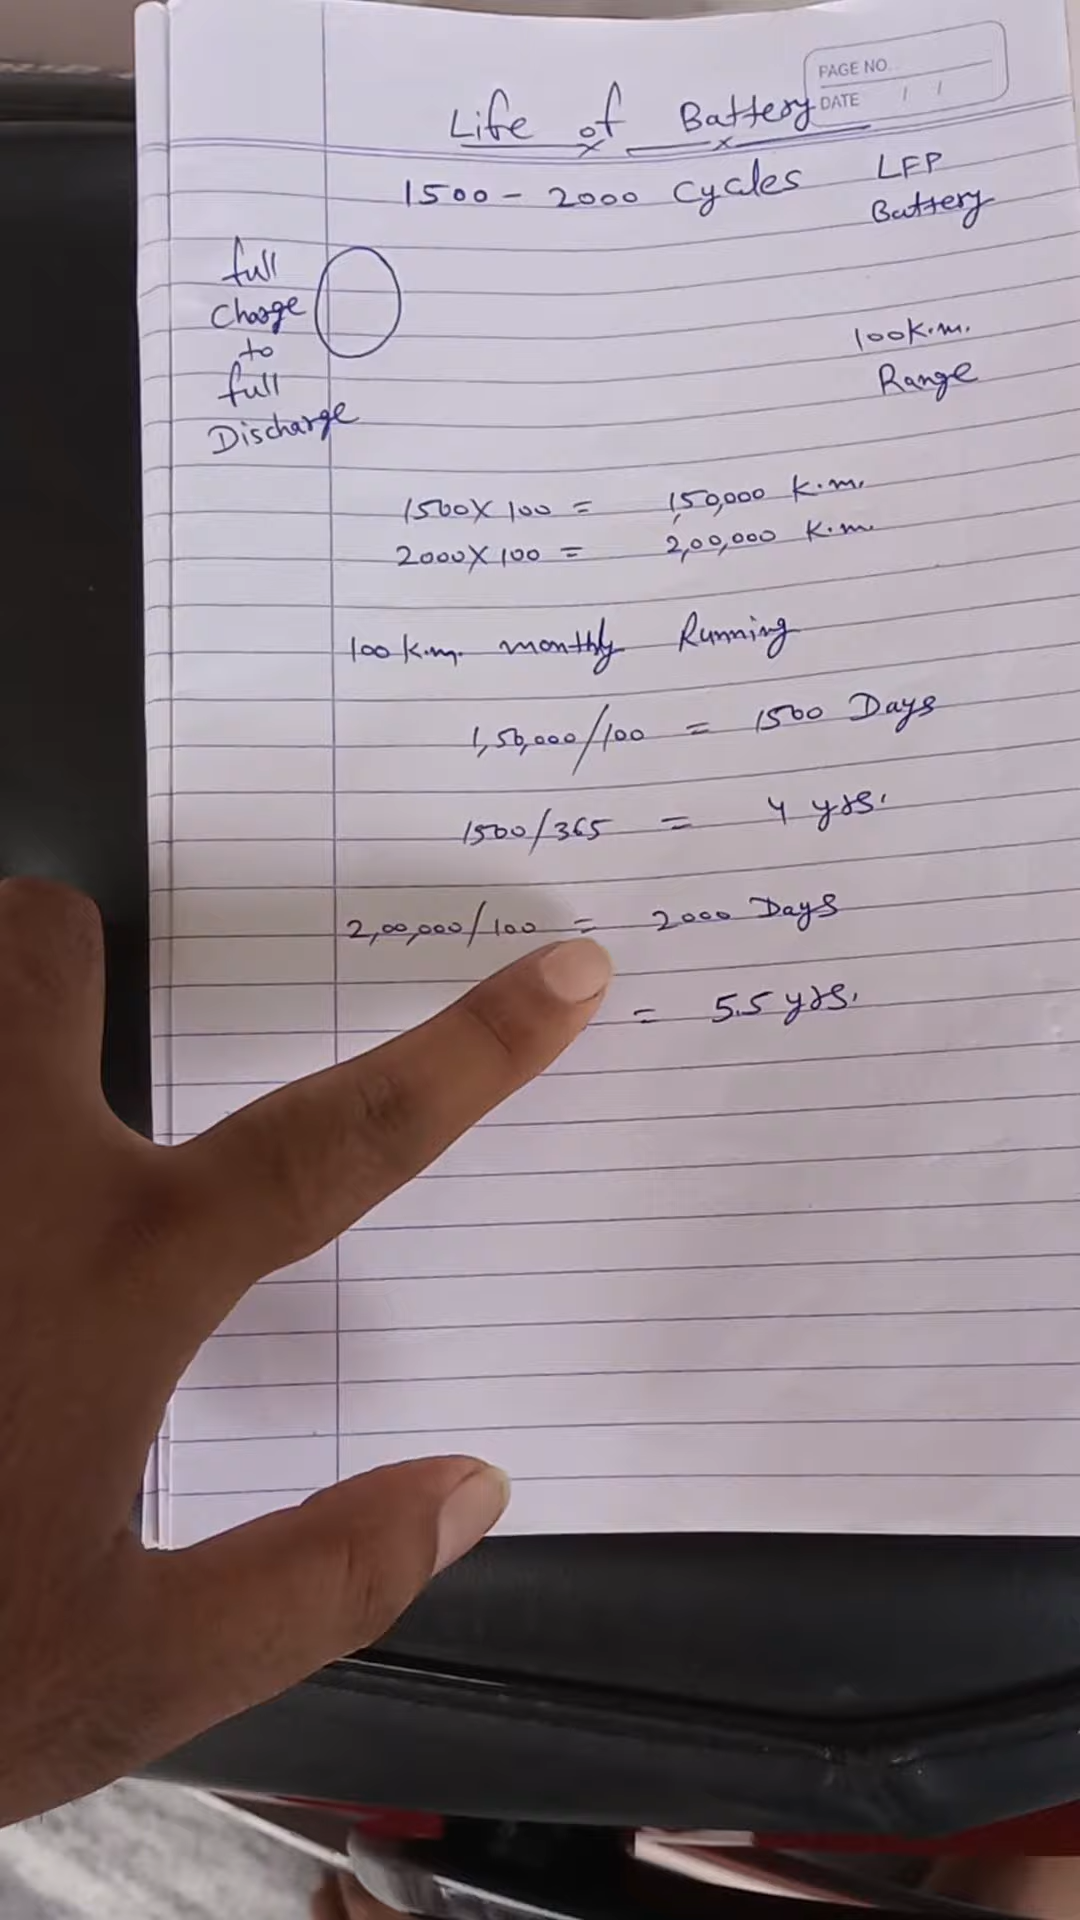 PAGE NO.
DATE / /
Life of Battery
1500 - 2000 Cycles
LFP
Battery
full
Charge
to
full
Discharge
100 K.m.
Range
1500 X 100 = 1,50,000 K.m.
2000 X 100 = 2,00,000 K.m.
100 K.m. monthly Running
1,50,000/100 = 1500 Days
1500/365 = 4 yrs.
2,00,000/100 = 2000 Days
= 5.5 yrs.